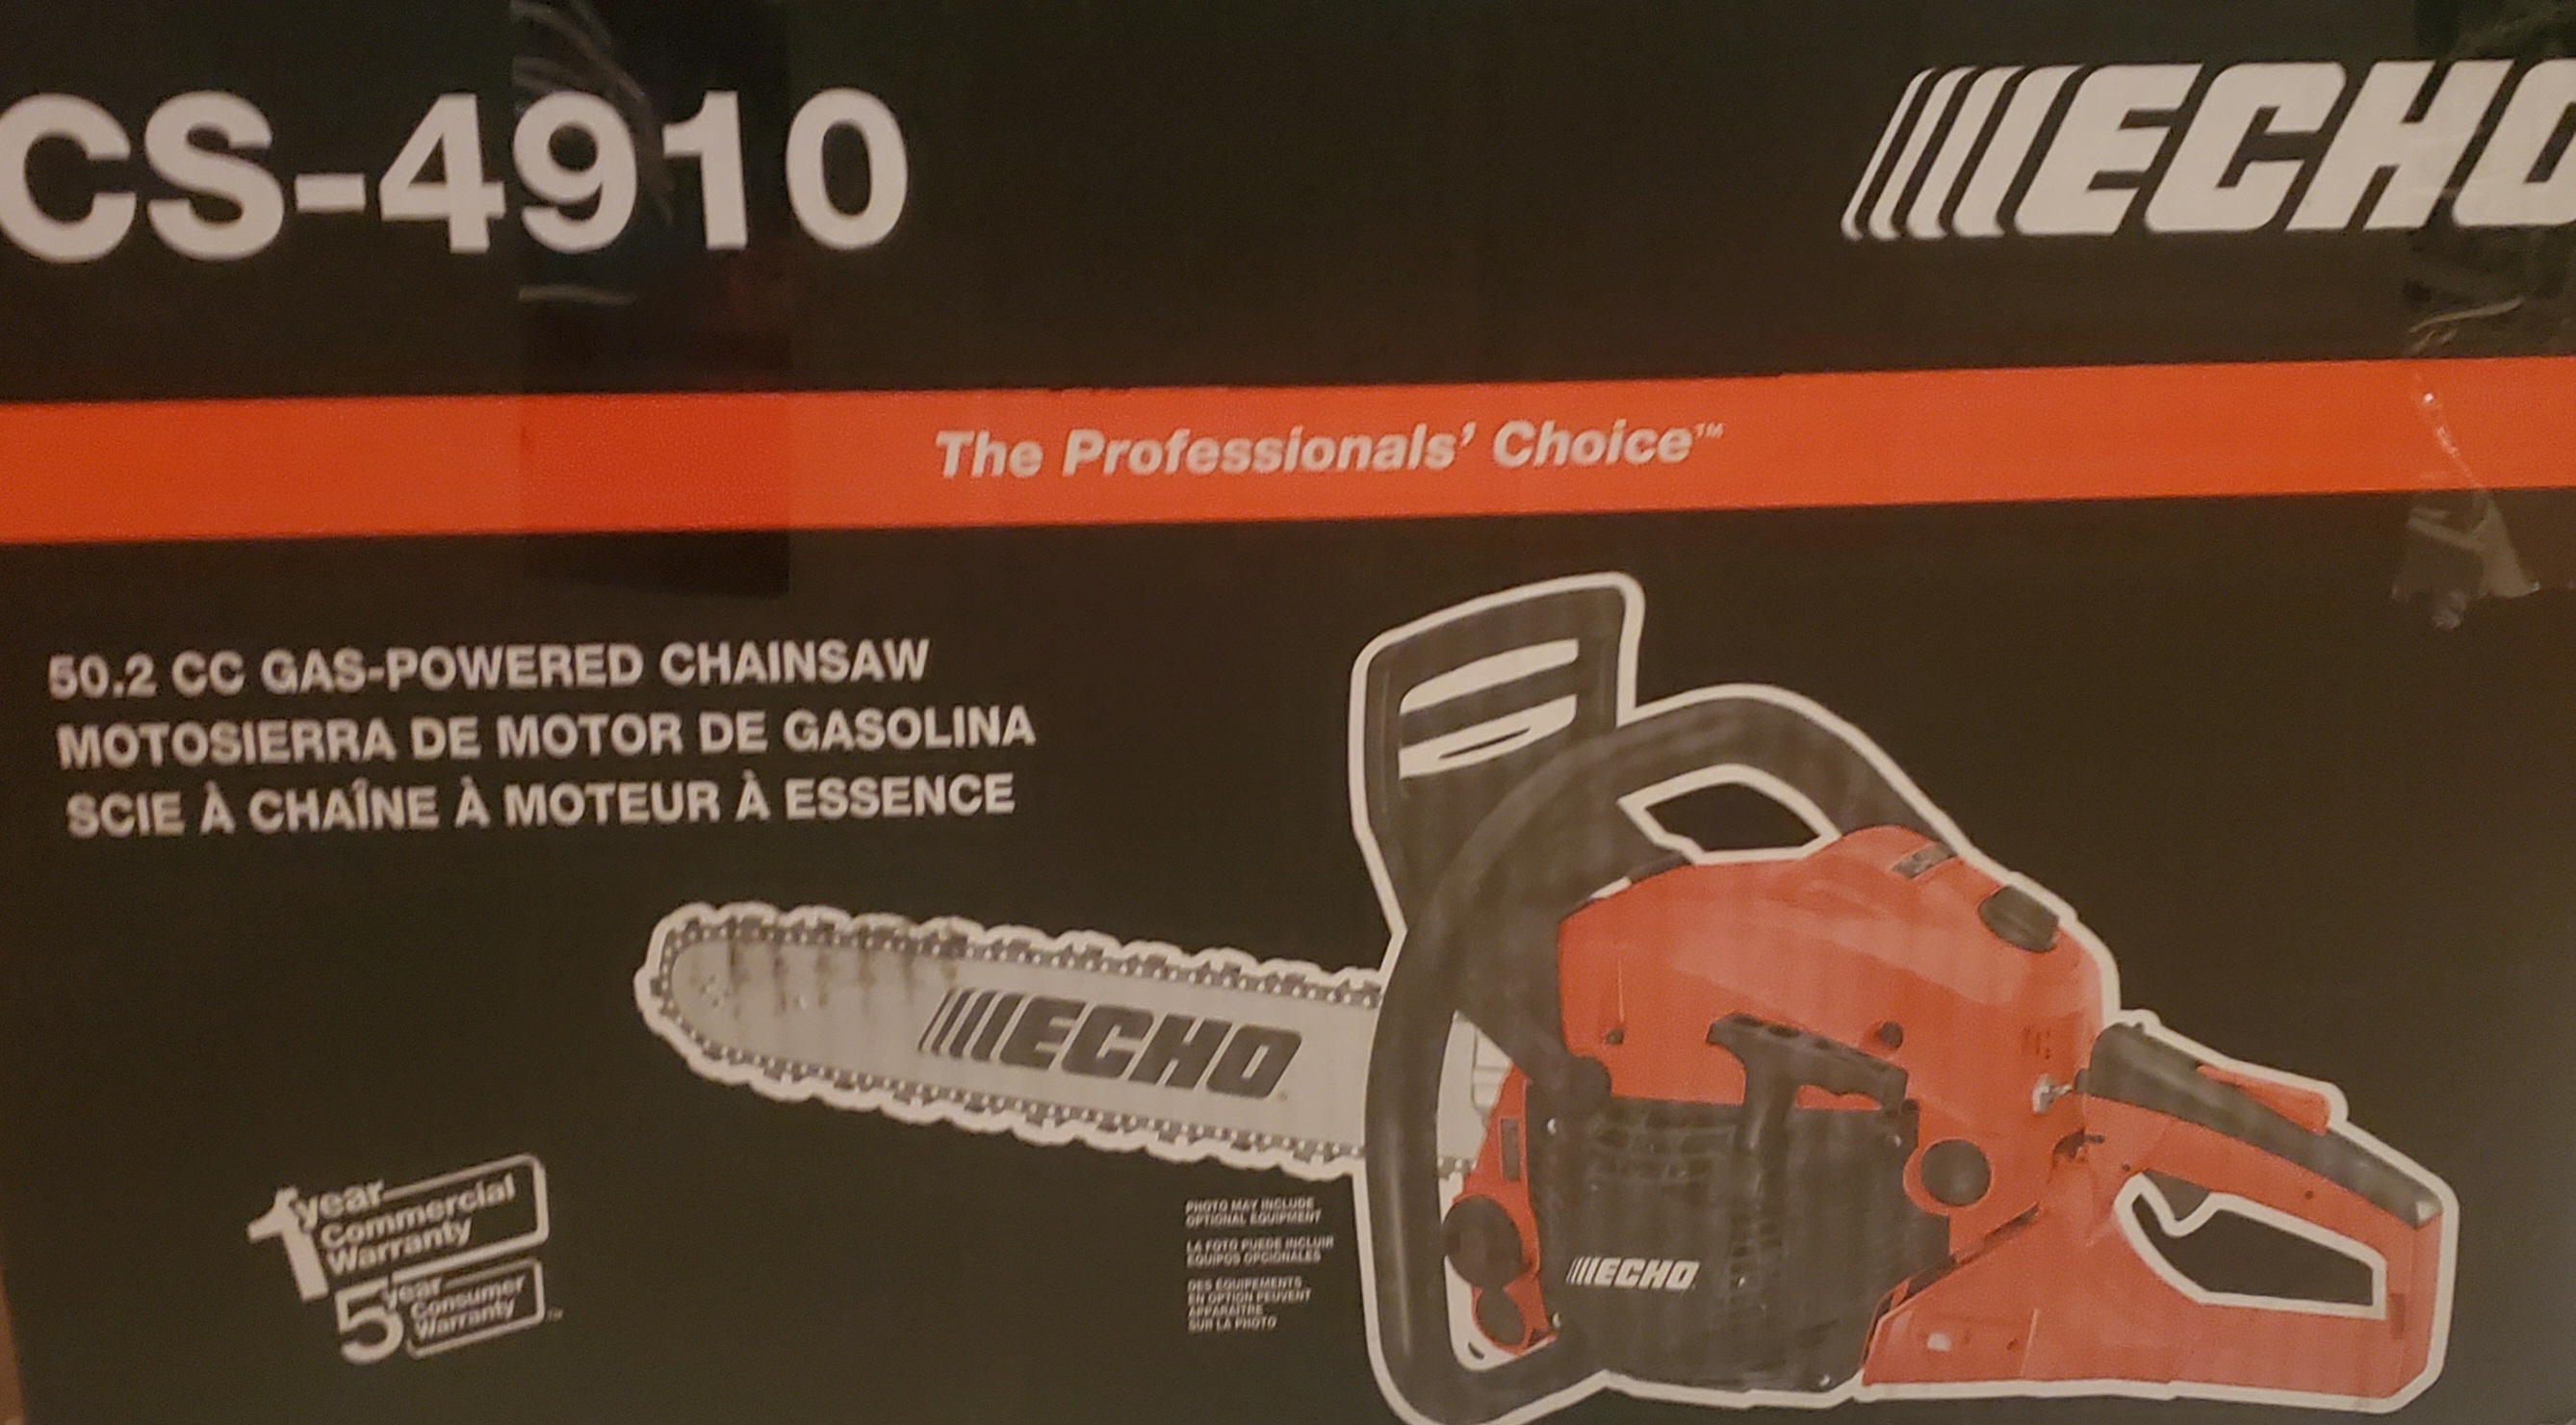 CS-4910
ECHO
The Professionals' Choice™
50.2 CC GAS-POWERED CHAINSAW
MOTOSIERRA DE MOTOR DE GASOLINA
SCIE À CHAÎNE À MOTEUR À ESSENCE
ECHO
1 year
Commercial
Warranty
5 year
Consumer
Warranty
PHOTO MAY INCLUDE
OPTIONAL EQUIPMENT
LA FOTO PUEDE INCLUIR
EQUIPOS OPCIONALES
DES ÉQUIPEMENTS
EN OPTION PEUVENT
APPARAÎTRE
SUR LA PHOTO
ECHO